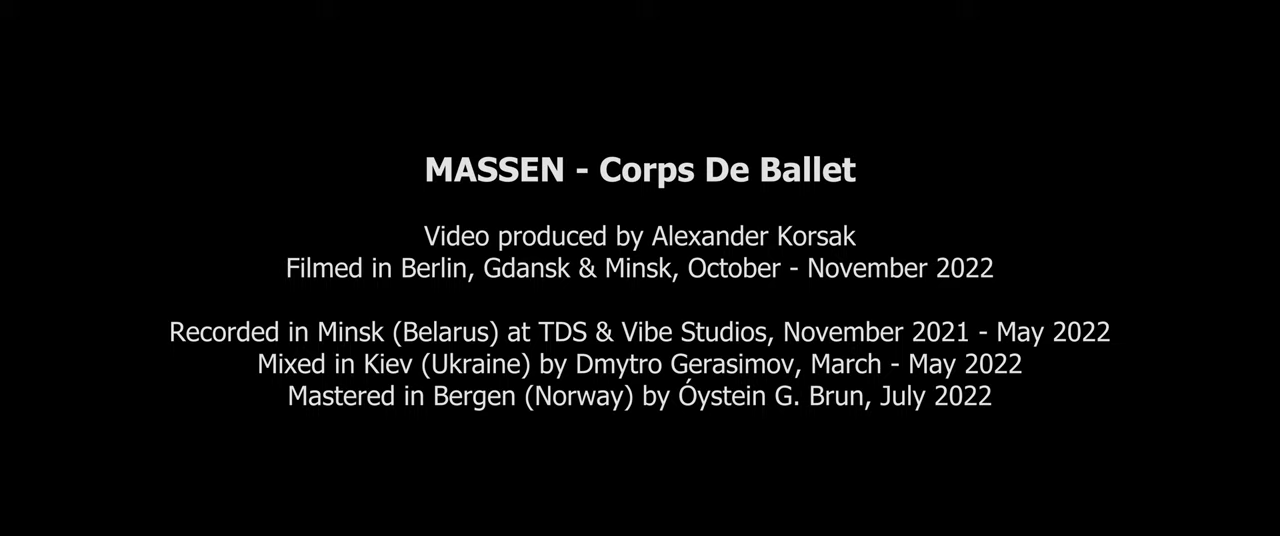 MASSEN - Corps De Ballet
Video produced by Alexander Korsak
Filmed in Berlin, Gdansk & Minsk, October - November 2022
Recorded in Minsk (Belarus) at TDS & Vibe Studios, November 2021 - May 2022
Mixed in Kiev (Ukraine) by Dmytro Gerasimov, March - May 2022
Mastered in Bergen (Norway) by Óystein G. Brun, July 2022